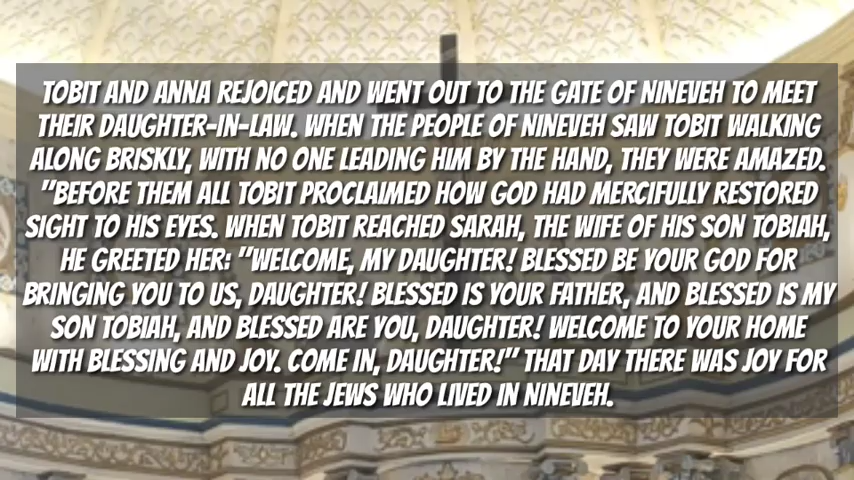 TOBIT AND ANNA REJOICED AND WENT OUT TO THE GATE OF NINEVEH TO MEET
THEIR DAUGHTER-IN-LAW. WHEN THE PEOPLE OF NINEVEH SAW TOBIT WALKING
ALONG BRISKLY, WITH NO ONE LEADING HIM BY THE HAND, THEY WERE AMAZED.
"BEFORE THEM ALL TOBIT PROCLAIMED HOW GOD HAD MERCIFULLY RESTORED
SIGHT TO HIS EYES. WHEN TOBIT REACHED SARAH, THE WIFE OF HIS SON TOBIAH,
HE GREETED HER: "WELCOME, MY DAUGHTER! BLESSED BE YOUR GOD FOR
BRINGING YOU TO US, DAUGHTER! BLESSED IS YOUR FATHER, AND BLESSED IS MY
SON TOBIAH, AND BLESSED ARE YOU, DAUGHTER! WELCOME TO YOUR HOME
WITH BLESSING AND JOY. COME IN, DAUGHTER!" THAT DAY THERE WAS JOY FOR
ALL THE JEWS WHO LIVED IN NINEVEH.